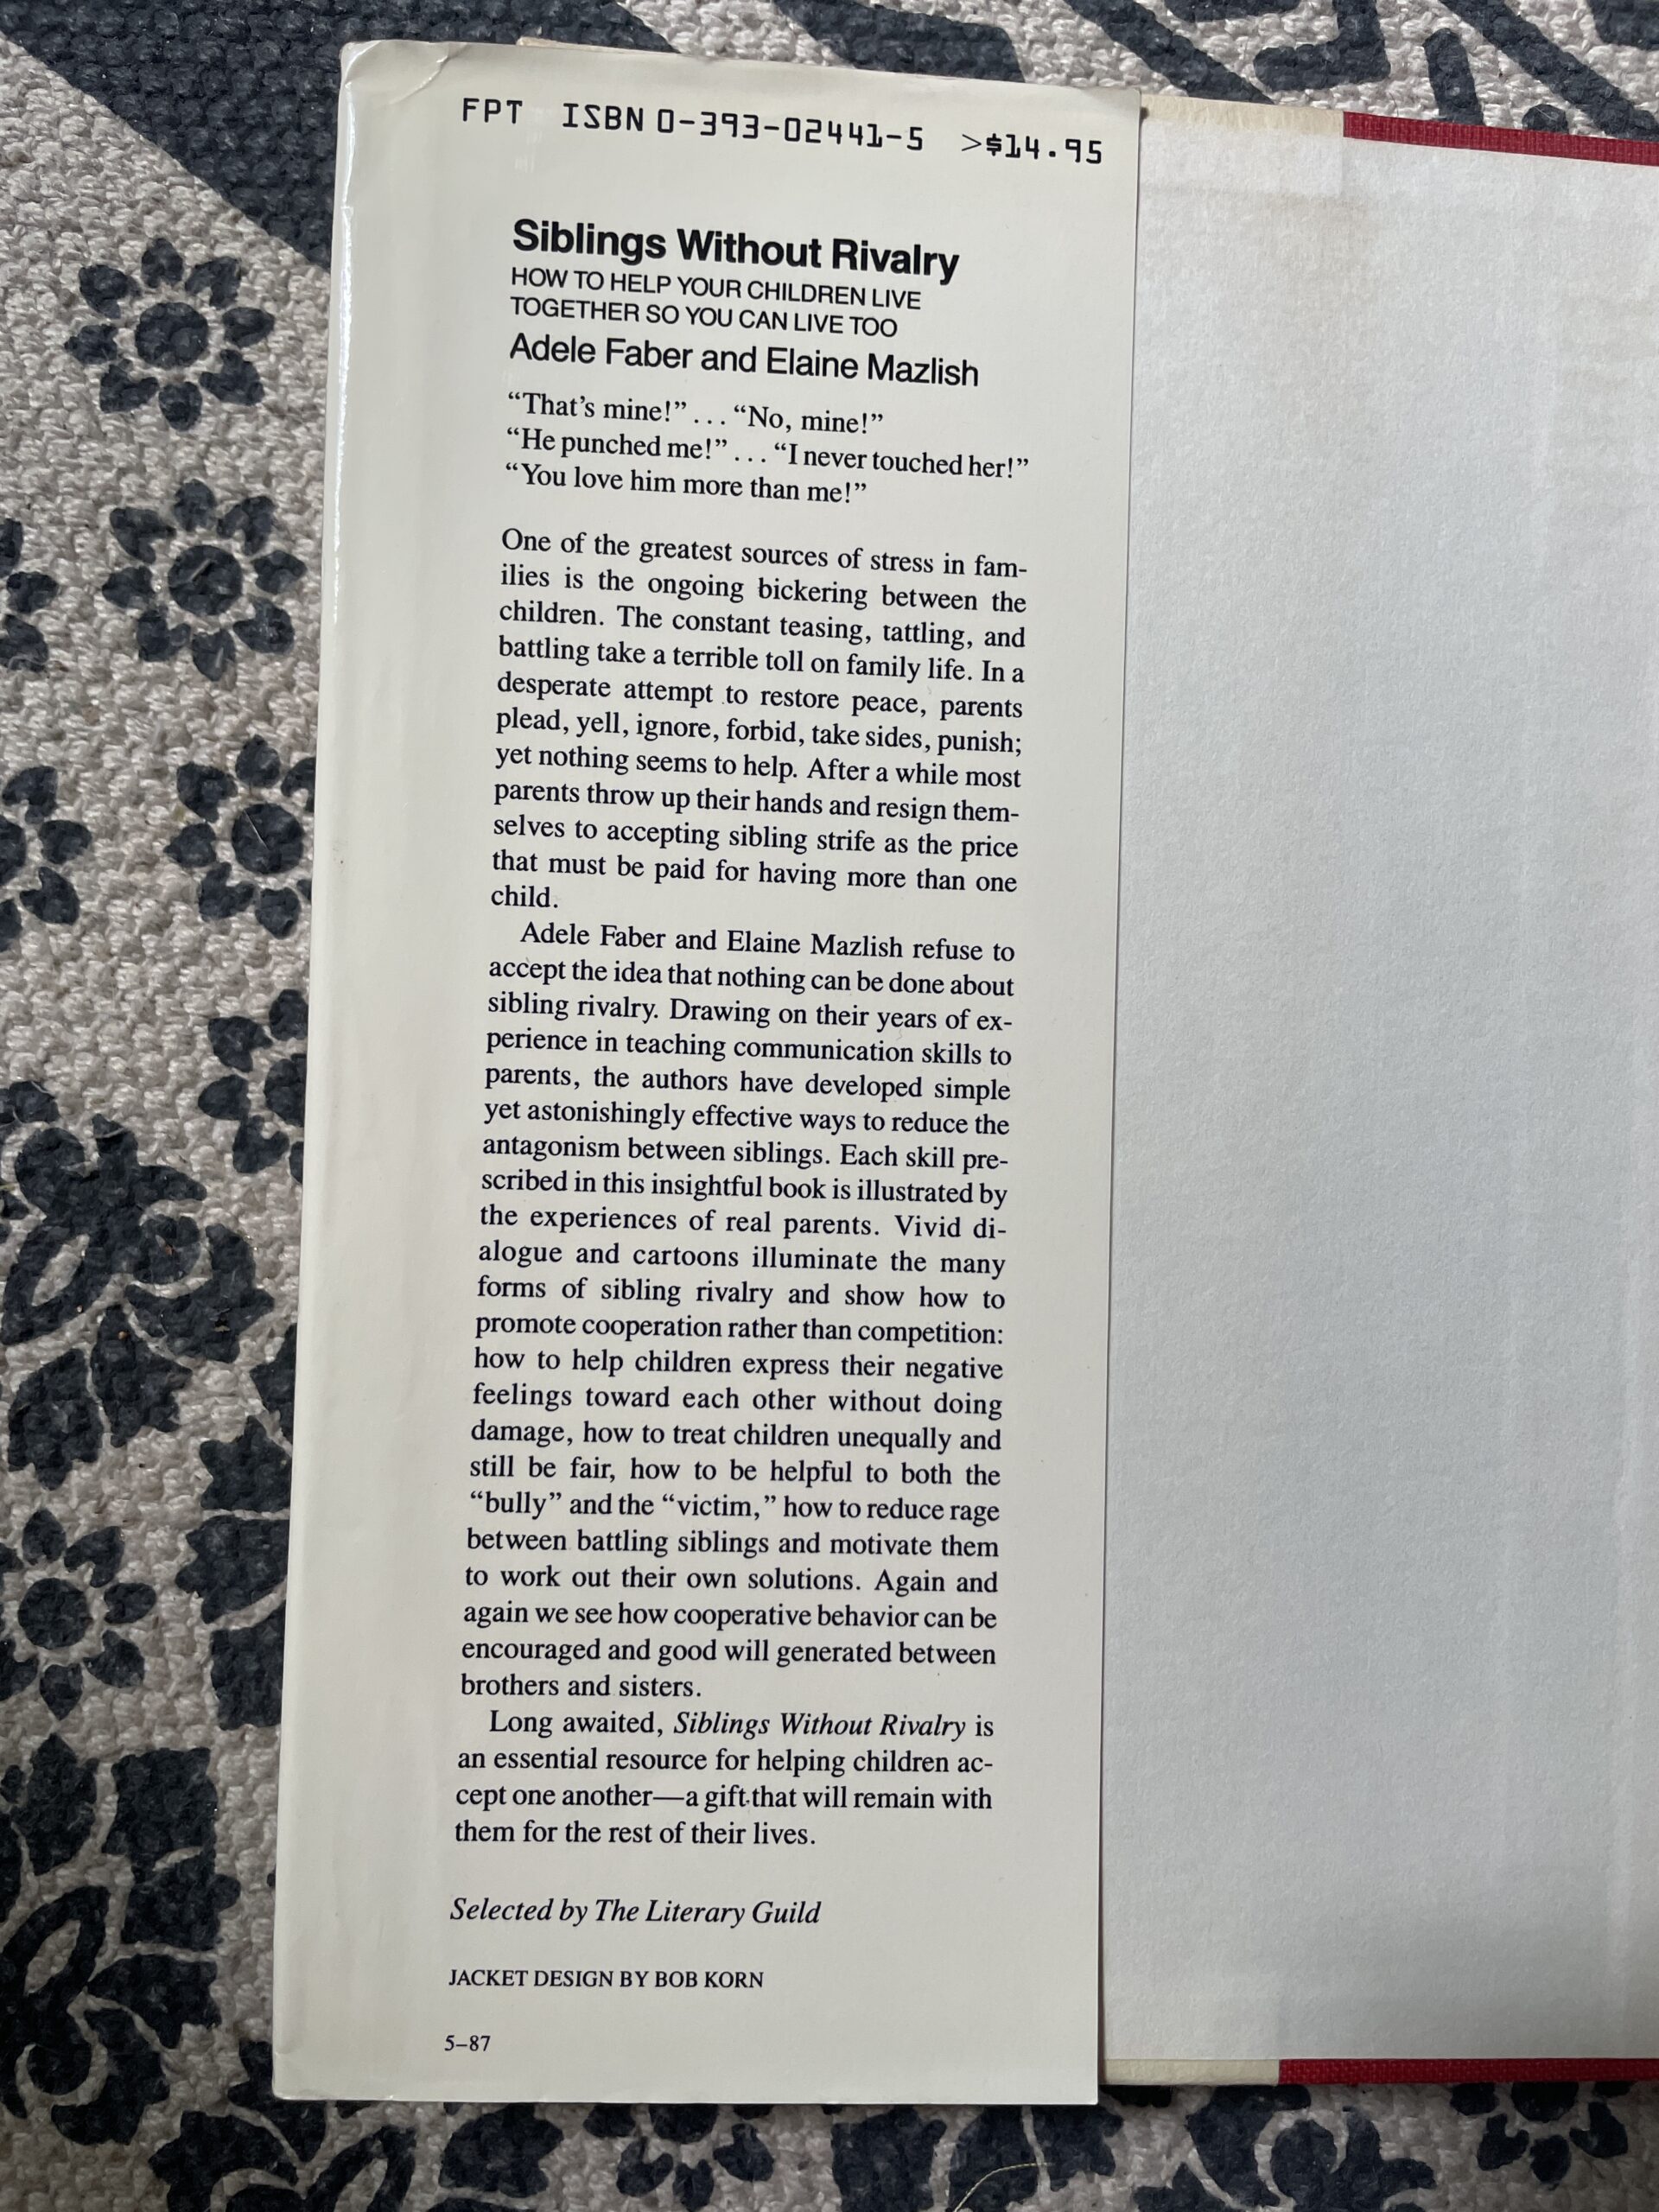 FPT ISBN 0-393-02441-5 >$14.95
Siblings Without Rivalry
HOW TO HELP YOUR CHILDREN LIVE
TOGETHER SO YOU CAN LIVE TOO
Adele Faber and Elaine Mazlish
“That’s mine!” . . . “No, mine!”
“He punched me!” . . . “I never touched her!”
“You love him more than me!”
One of the greatest sources of stress in fam-
ilies is the ongoing bickering between the
children. The constant teasing, tattling, and
battling take a terrible toll on family life. In a
desperate attempt to restore peace, parents
plead, yell, ignore, forbid, take sides, punish;
yet nothing seems to help. After a while most
parents throw up their hands and resign them-
selves to accepting sibling strife as the price
that must be paid for having more than one
child.
Adele Faber and Elaine Mazlish refuse to
accept the idea that nothing can be done about
sibling rivalry. Drawing on their years of ex-
perience in teaching communication skills to
parents, the authors have developed simple
yet astonishingly effective ways to reduce the
antagonism between siblings. Each skill pre-
scribed in this insightful book is illustrated by
the experiences of real parents. Vivid di-
alogue and cartoons illuminate the many
forms of sibling rivalry and show how to
promote cooperation rather than competition:
how to help children express their negative
feelings toward each other without doing
damage, how to treat children unequally and
still be fair, how to be helpful to both the
“bully” and the “victim,” how to reduce rage
between battling siblings and motivate them
to work out their own solutions. Again and
again we see how cooperative behavior can be
encouraged and good will generated between
brothers and sisters.
Long awaited, Siblings Without Rivalry is
an essential resource for helping children ac-
cept one another—a gift that will remain with
them for the rest of their lives.
Selected by The Literary Guild
JACKET DESIGN BY BOB KORN
5–87